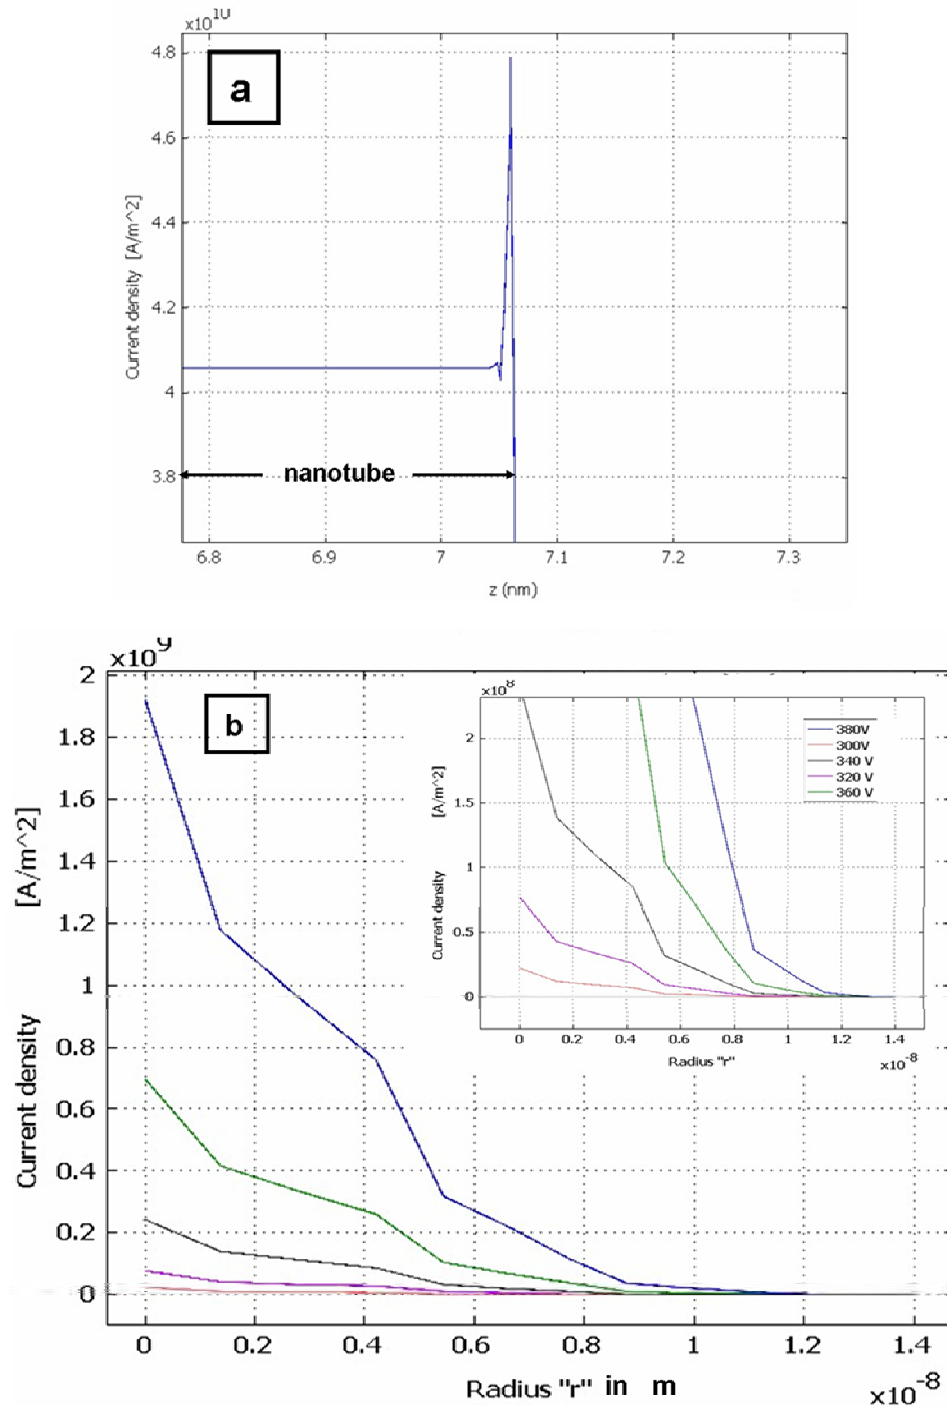 x10^10
a
4.8
4.6
4.4
4.2
4
3.8
Current density [A/m^2]
nanotube
6.8 6.9 7 7.1 7.2 7.3
z (nm)
x10^9
b
2
1.8
1.6
1.4
1.2
1
0.8
0.6
0.4
0.2
0
Current density [A/m^2]
0 0.2 0.4 0.6 0.8 1 1.2 1.4
Radius "r" in m
x10^-8
x10^8
2
1.5
1
0.5
0
Current density [A/m^2]
380V
300V
340 V
320 V
360 V
0 0.2 0.4 0.6 0.8 1 1.2 1.4
Radius "r"
x10^-8